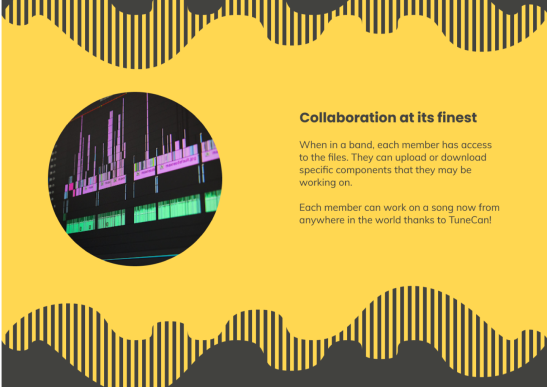 Collaboration at its finest
When in a band, each member has access
to the files. They can upload or download
specific components that they may be
working on.
Each member can work on a song now from
anywhere in the world thanks to TuneCan!